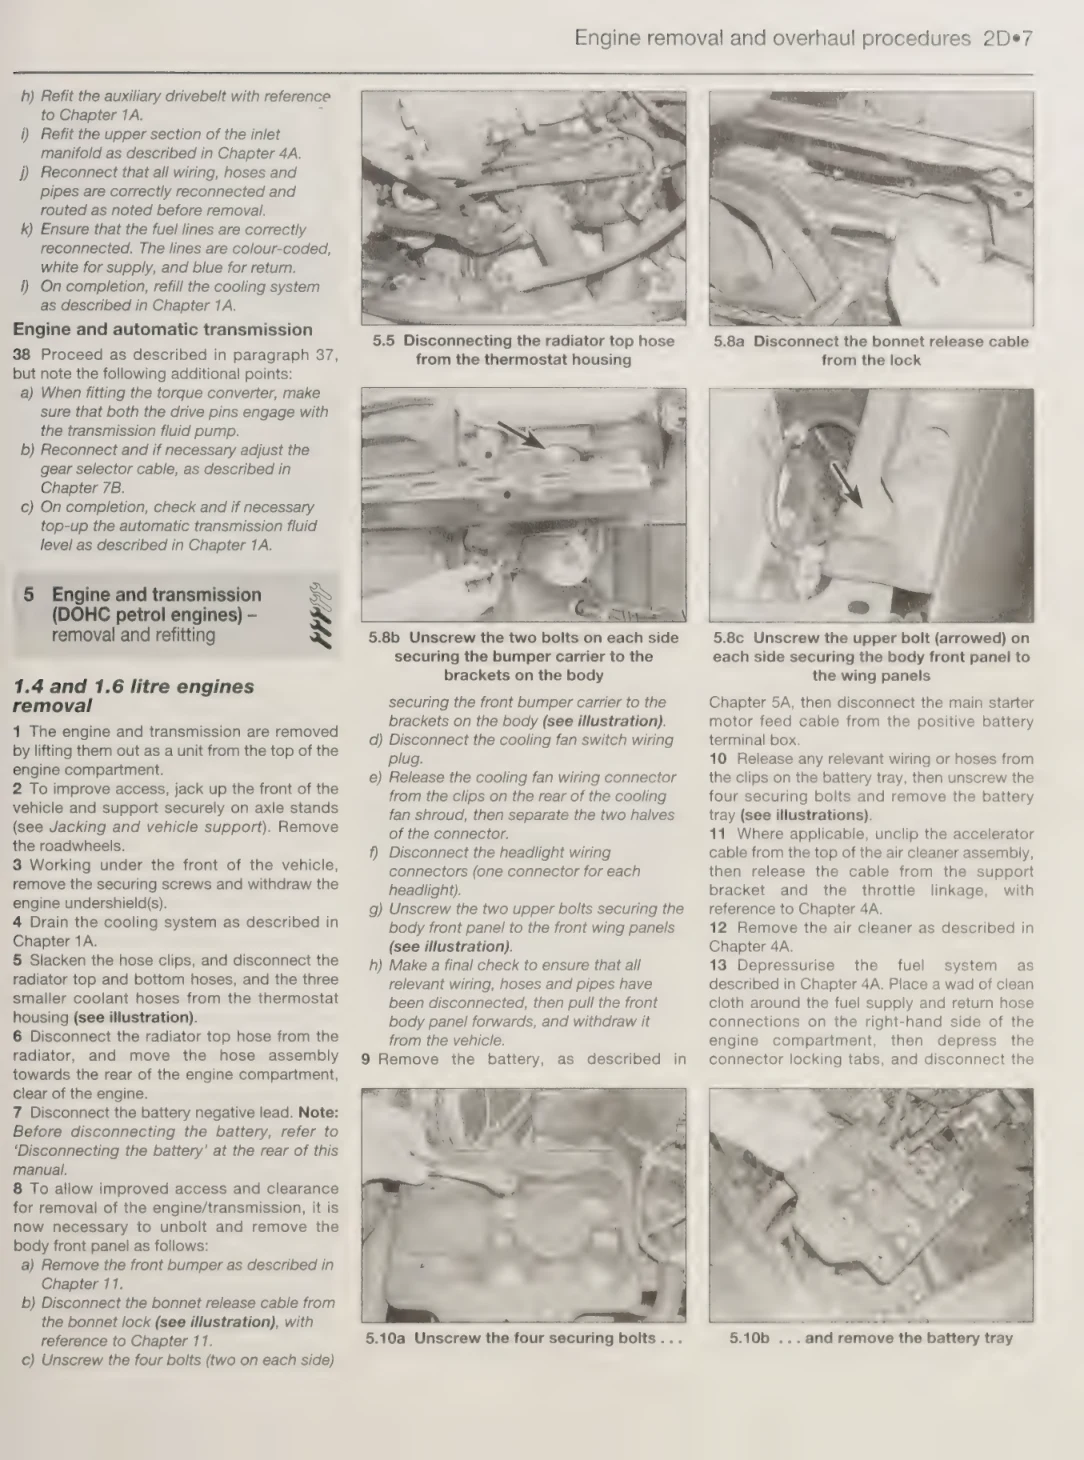 Engine removal and overhaul procedures 2D•7
h) Refit the auxiliary drivebelt with reference
to Chapter 1A.
i) Refit the upper section of the inlet
manifold as described in Chapter 4A.
j) Reconnect that all wiring, hoses and
pipes are correctly reconnected and
routed as noted before removal.
k) Ensure that the fuel lines are correctly
reconnected. The lines are colour-coded,
white for supply, and blue for return.
l) On completion, refill the cooling system
as described in Chapter 1A.
Engine and automatic transmission
38 Proceed as described in paragraph 37,
but note the following additional points:
a) When fitting the torque converter, make
sure that both the drive pins engage with
the transmission fluid pump.
b) Reconnect and if necessary adjust the
gear selector cable, as described in
Chapter 7B.
c) On completion, check and if necessary
top-up the automatic transmission fluid
level as described in Chapter 1A.
5 Engine and transmission
(DOHC petrol engines) –
removal and refitting
1.4 and 1.6 litre engines
removal
1 The engine and transmission are removed
by lifting them out as a unit from the top of the
engine compartment.
2 To improve access, jack up the front of the
vehicle and support securely on axle stands
(see Jacking and vehicle support). Remove
the roadwheels.
3 Working under the front of the vehicle,
remove the securing screws and withdraw the
engine undershield(s).
4 Drain the cooling system as described in
Chapter 1A.
5 Slacken the hose clips, and disconnect the
radiator top and bottom hoses, and the three
smaller coolant hoses from the thermostat
housing (see illustration).
6 Disconnect the radiator top hose from the
radiator, and move the hose assembly
towards the rear of the engine compartment,
clear of the engine.
7 Disconnect the battery negative lead. Note:
Before disconnecting the battery, refer to
'Disconnecting the battery' at the rear of this
manual.
8 To allow improved access and clearance
for removal of the engine/transmission, it is
now necessary to unbolt and remove the
body front panel as follows:
a) Remove the front bumper as described in
Chapter 11.
b) Disconnect the bonnet release cable from
the bonnet lock (see illustration), with
reference to Chapter 11.
c) Unscrew the four bolts (two on each side)
5.5 Disconnecting the radiator top hose
from the thermostat housing
5.8a Disconnect the bonnet release cable
from the lock
5.8b Unscrew the two bolts on each side
securing the bumper carrier to the
brackets on the body
5.8c Unscrew the upper bolt (arrowed) on
each side securing the body front panel to
the wing panels
securing the front bumper carrier to the
brackets on the body (see illustration).
d) Disconnect the cooling fan switch wiring
plug.
e) Release the cooling fan wiring connector
from the clips on the rear of the cooling
fan shroud, then separate the two halves
of the connector.
f) Disconnect the headlight wiring
connectors (one connector for each
headlight).
g) Unscrew the two upper bolts securing the
body front panel to the front wing panels
(see illustration).
h) Make a final check to ensure that all
relevant wiring, hoses and pipes have
been disconnected, then pull the front
body panel forwards, and withdraw it
from the vehicle.
9 Remove the battery, as described in
Chapter 5A, then disconnect the main starter
motor feed cable from the positive battery
terminal box.
10 Release any relevant wiring or hoses from
the clips on the battery tray, then unscrew the
four securing bolts and remove the battery
tray (see illustrations).
11 Where applicable, unclip the accelerator
cable from the top of the air cleaner assembly,
then release the cable from the support
bracket and the throttle linkage, with
reference to Chapter 4A.
12 Remove the air cleaner as described in
Chapter 4A.
13 Depressurise the fuel system as
described in Chapter 4A. Place a wad of clean
cloth around the fuel supply and return hose
connections on the right-hand side of the
engine compartment, then depress the
connector locking tabs, and disconnect the
5.10a Unscrew the four securing bolts . . .
5.10b . . . and remove the battery tray